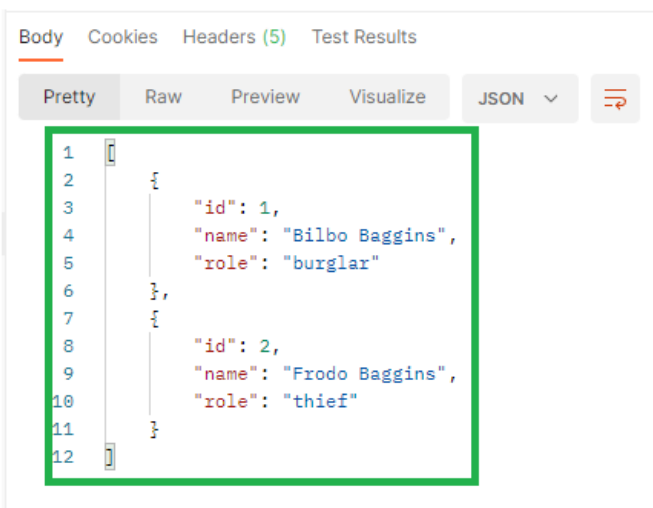 Body Cookies Headers (5) Test Results
Pretty Raw Preview Visualize JSON
1 [
2 {
3 "id": 1,
4 "name": "Bilbo Baggins",
5 "role": "burglar"
6 },
7 {
8 "id": 2,
9 "name": "Frodo Baggins",
10 "role": "thief"
11 }
12 ]